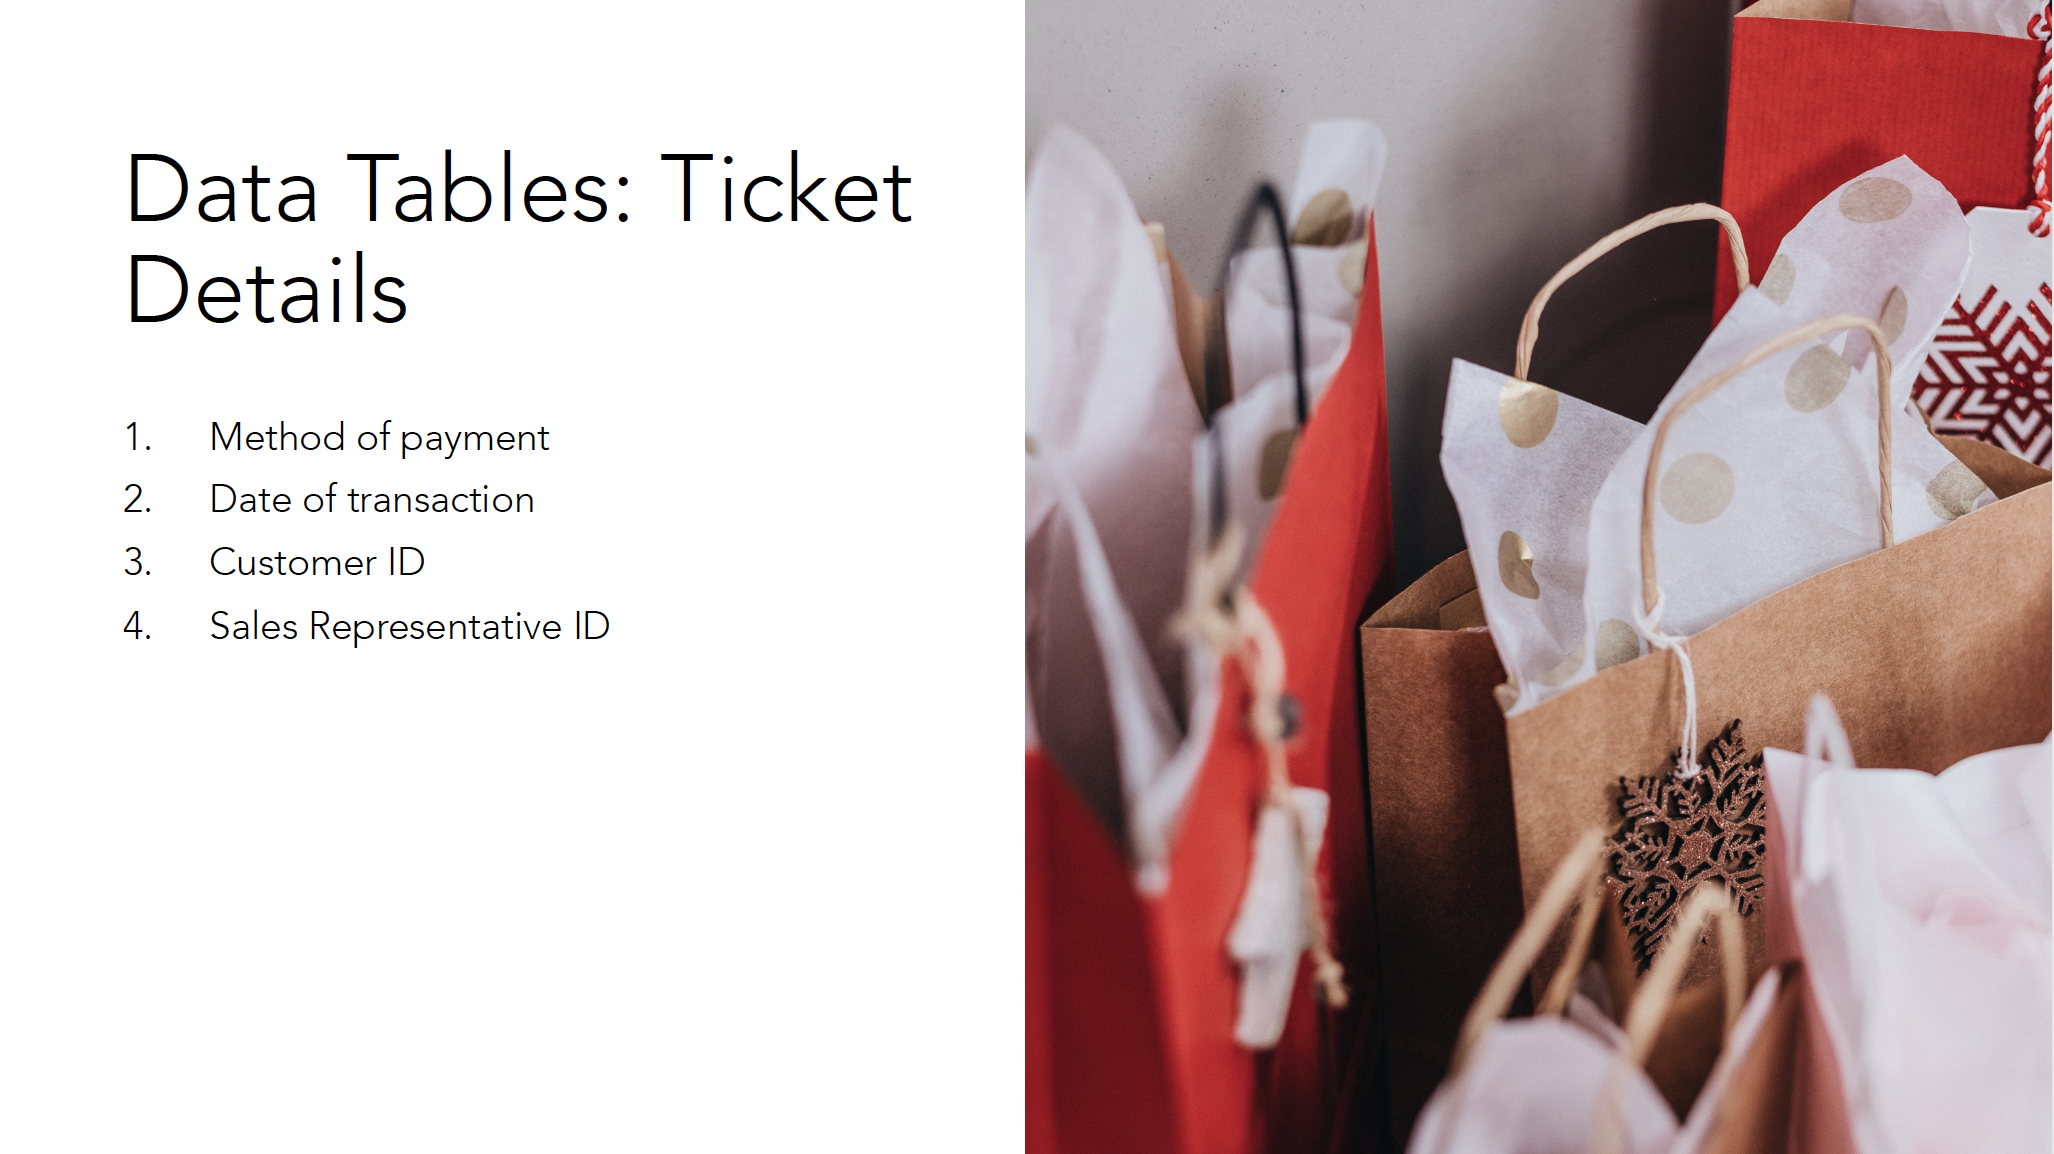 Data Tables: Ticket
Details
1. Method of payment
2. Date of transaction
3. Customer ID
4. Sales Representative ID